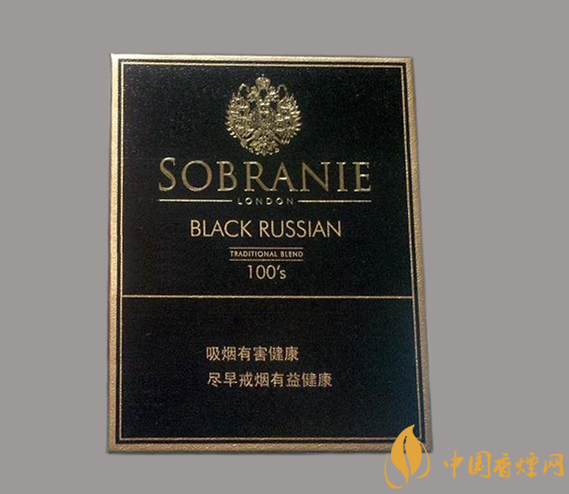 SOBRANIE
LONDON
BLACK RUSSIAN
TRADITIONAL BLEND
100's
吸烟有害健康
尽早戒烟有益健康
中国香烟网